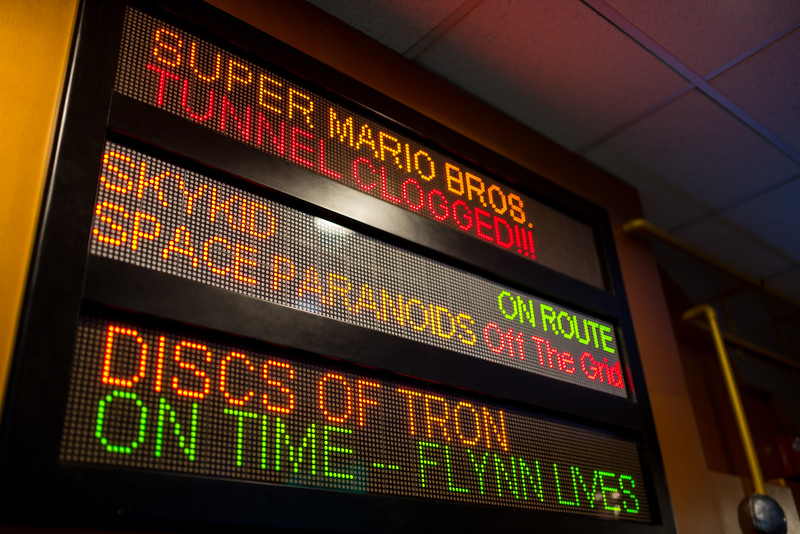 SUPER MARIO BROS.
TUNNEL CLOGGED!!!
SKYKID ON ROUTE
SPACE PARANOIDS Off The Grid
DISCS OF TRON
ON TIME -- FLYNN LIVES